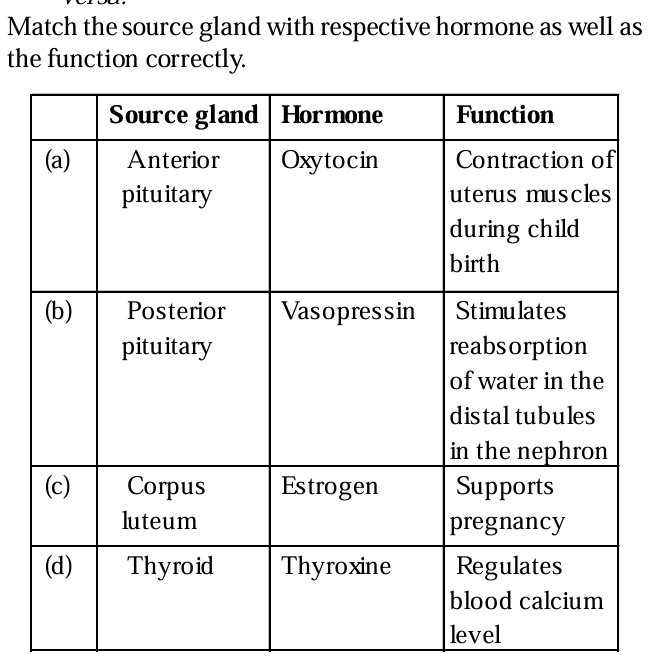 versa.
Match the source gland with respective hormone as well as
the function correctly.
Source gland Hormone Function
(a) Anterior Oxytocin Contraction of
pituitary uterus muscles
during child
birth
(b) Posterior Vasopressin Stimulates
pituitary reabsorption
of water in the
distal tubules
in the nephron
(c) Corpus Estrogen Supports
luteum pregnancy
(d) Thyroid Thyroxine Regulates
blood calcium
level